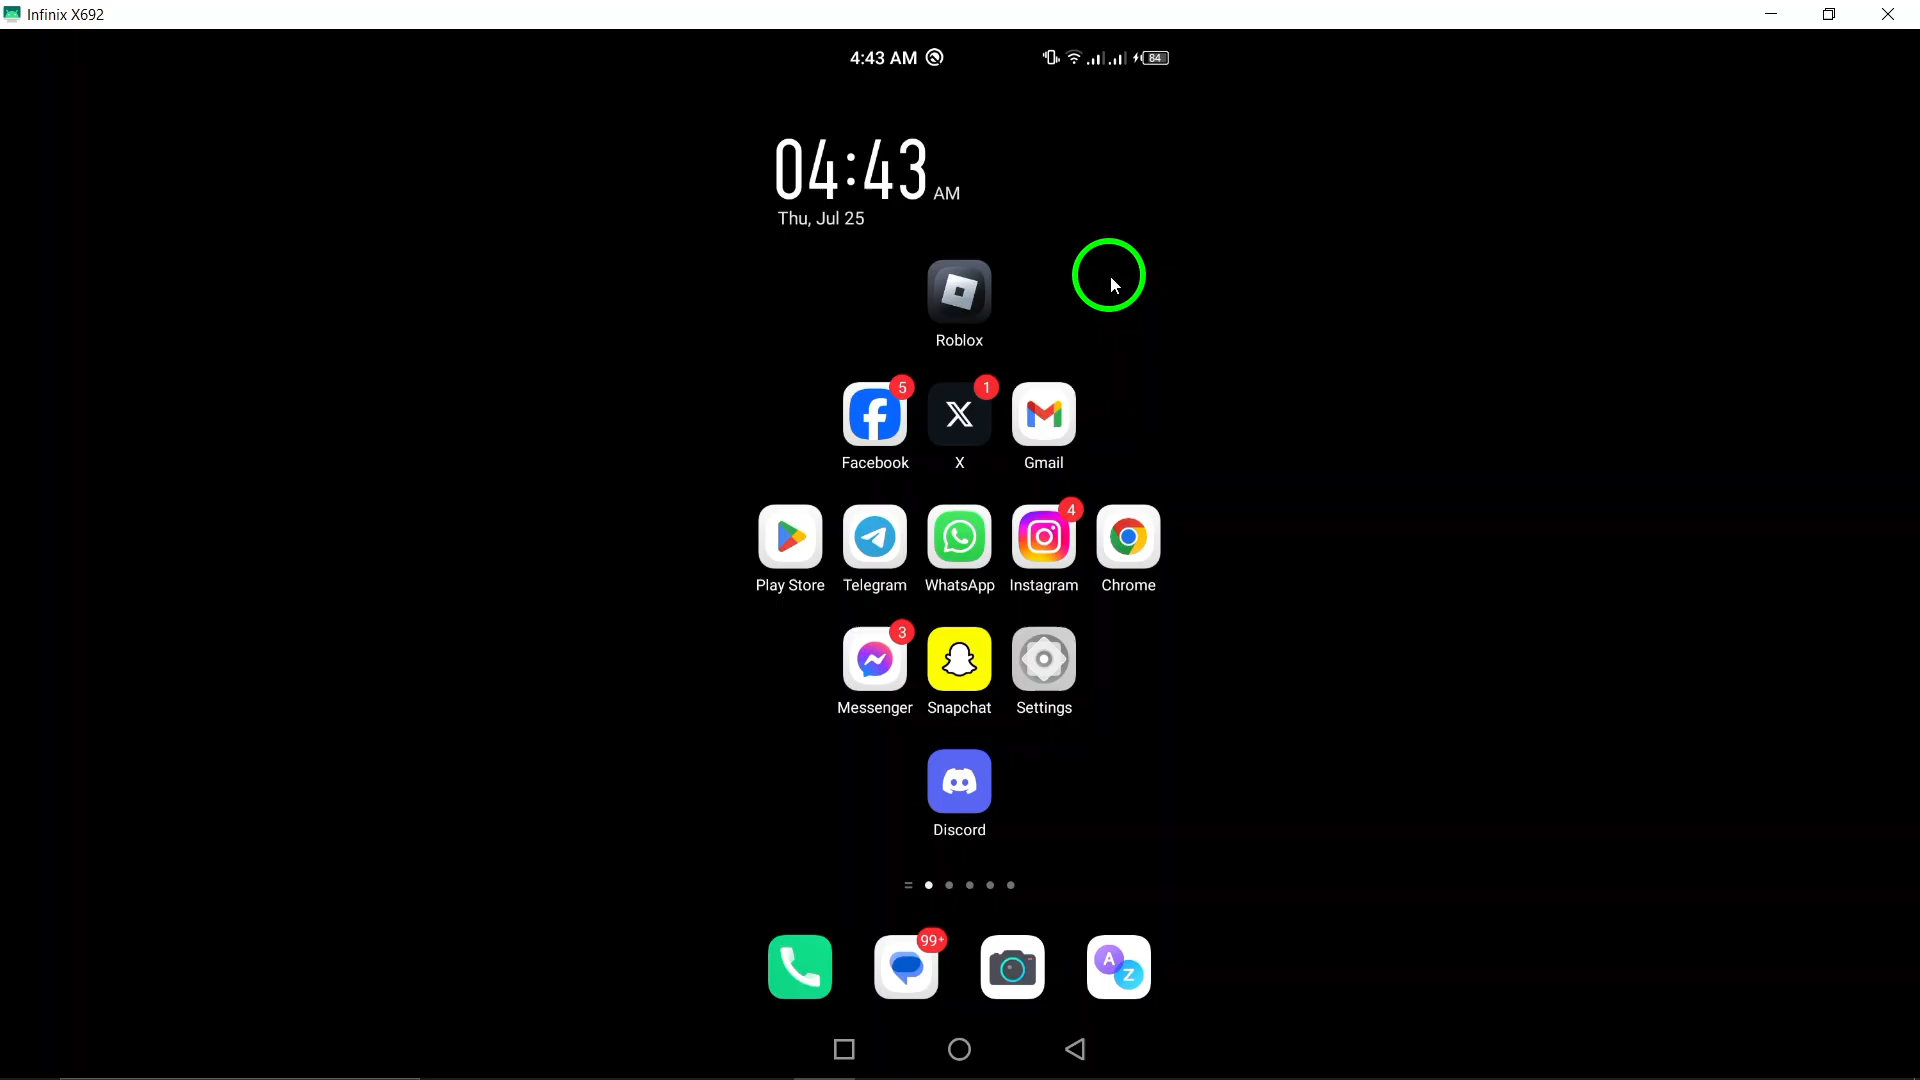 Infinix X692
4:43 AM
84
04:43 AM
Thu, Jul 25
Roblox
5
1
Facebook
X
Gmail
4
Play Store
Telegram
WhatsApp
Instagram
Chrome
3
Messenger
Snapchat
Settings
Discord
99+
A
Z